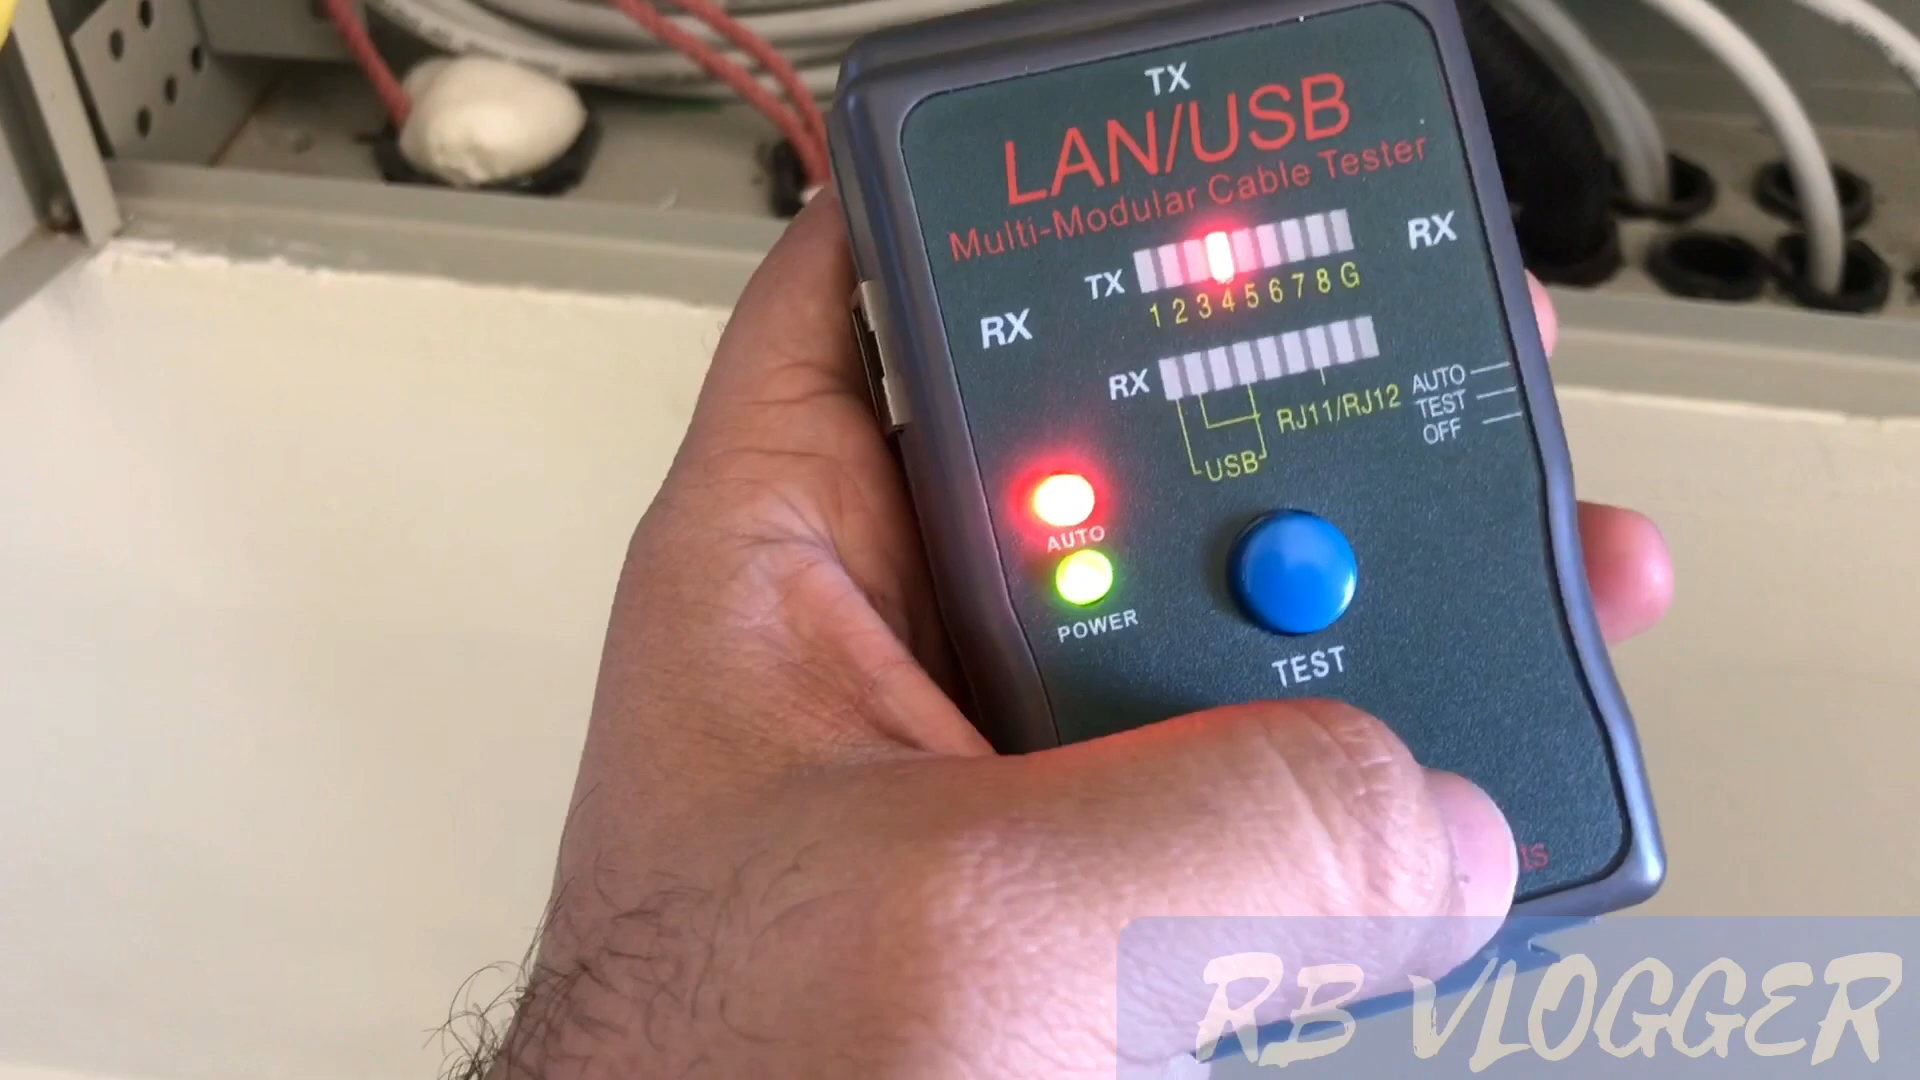 TX
LAN/USB
Multi-Modular Cable Tester
TX
RX
1 2 3 4 5 6 7 8 G
RX
RX
RJ11/RJ12
USB
AUTO
TEST
OFF
AUTO
POWER
TEST
RB VLOGGER